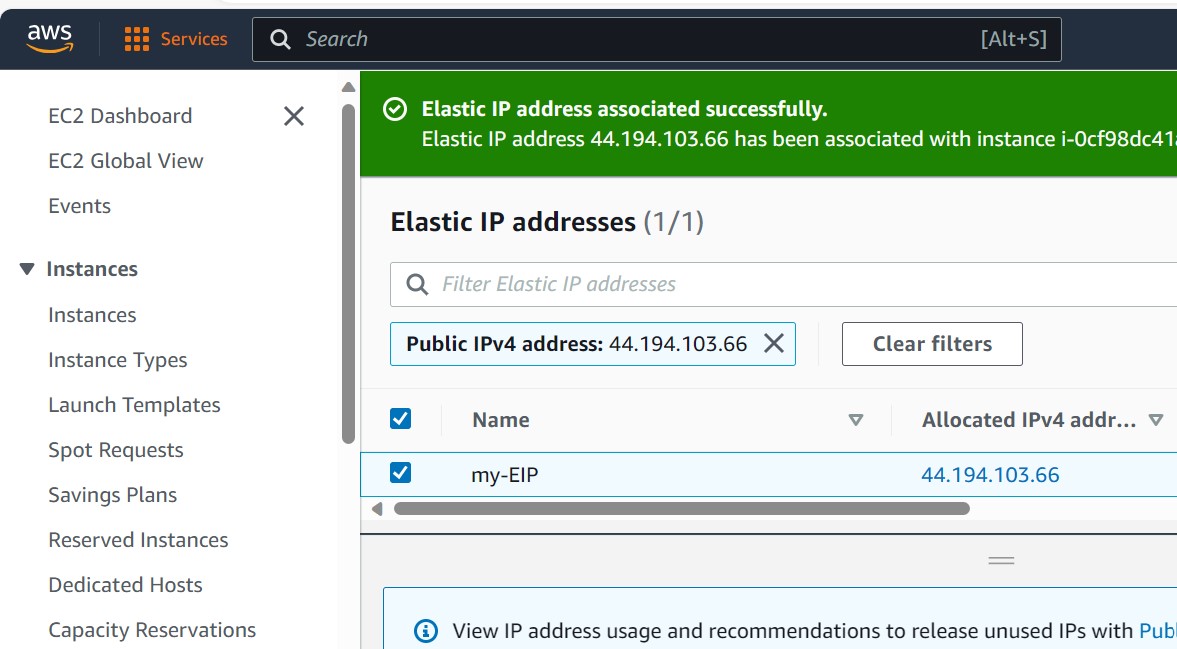 aws
Services
Search
[Alt+S]
EC2 Dashboard
EC2 Global View
Events
Instances
Instances
Instance Types
Launch Templates
Spot Requests
Savings Plans
Reserved Instances
Dedicated Hosts
Capacity Reservations
Elastic IP address associated successfully.
Elastic IP address 44.194.103.66 has been associated with instance i-0cf98dc41
Elastic IP addresses (1/1)
Filter Elastic IP addresses
Public IPv4 address: 44.194.103.66
Clear filters
Name
Allocated IPv4 addr...
my-EIP
44.194.103.66
View IP address usage and recommendations to release unused IPs with Publ